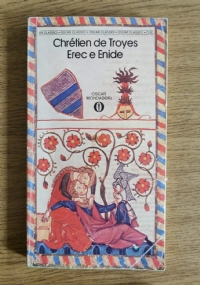 Chrétien de Troyes
Erec e Enide
OSCAR
MONDADORI